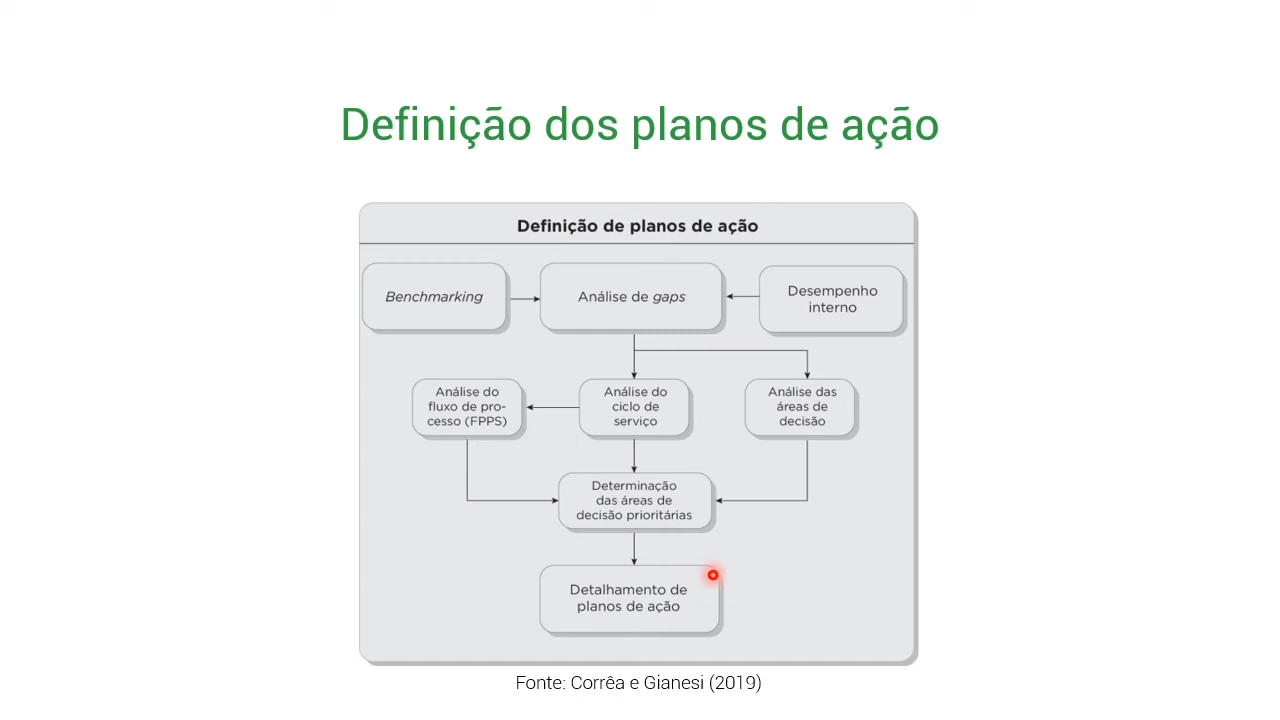 Definição dos planos de ação
Definição de planos de ação
Benchmarking
Análise de gaps
Desempenho
interno
Análise do
fluxo de pro-
cesso (FPPS)
Análise do
ciclo de
serviço
Análise das
áreas de
decisão
Determinação
das áreas de
decisão prioritárias
Detalhamento de
planos de ação
Fonte: Corrêa e Gianesi (2019)